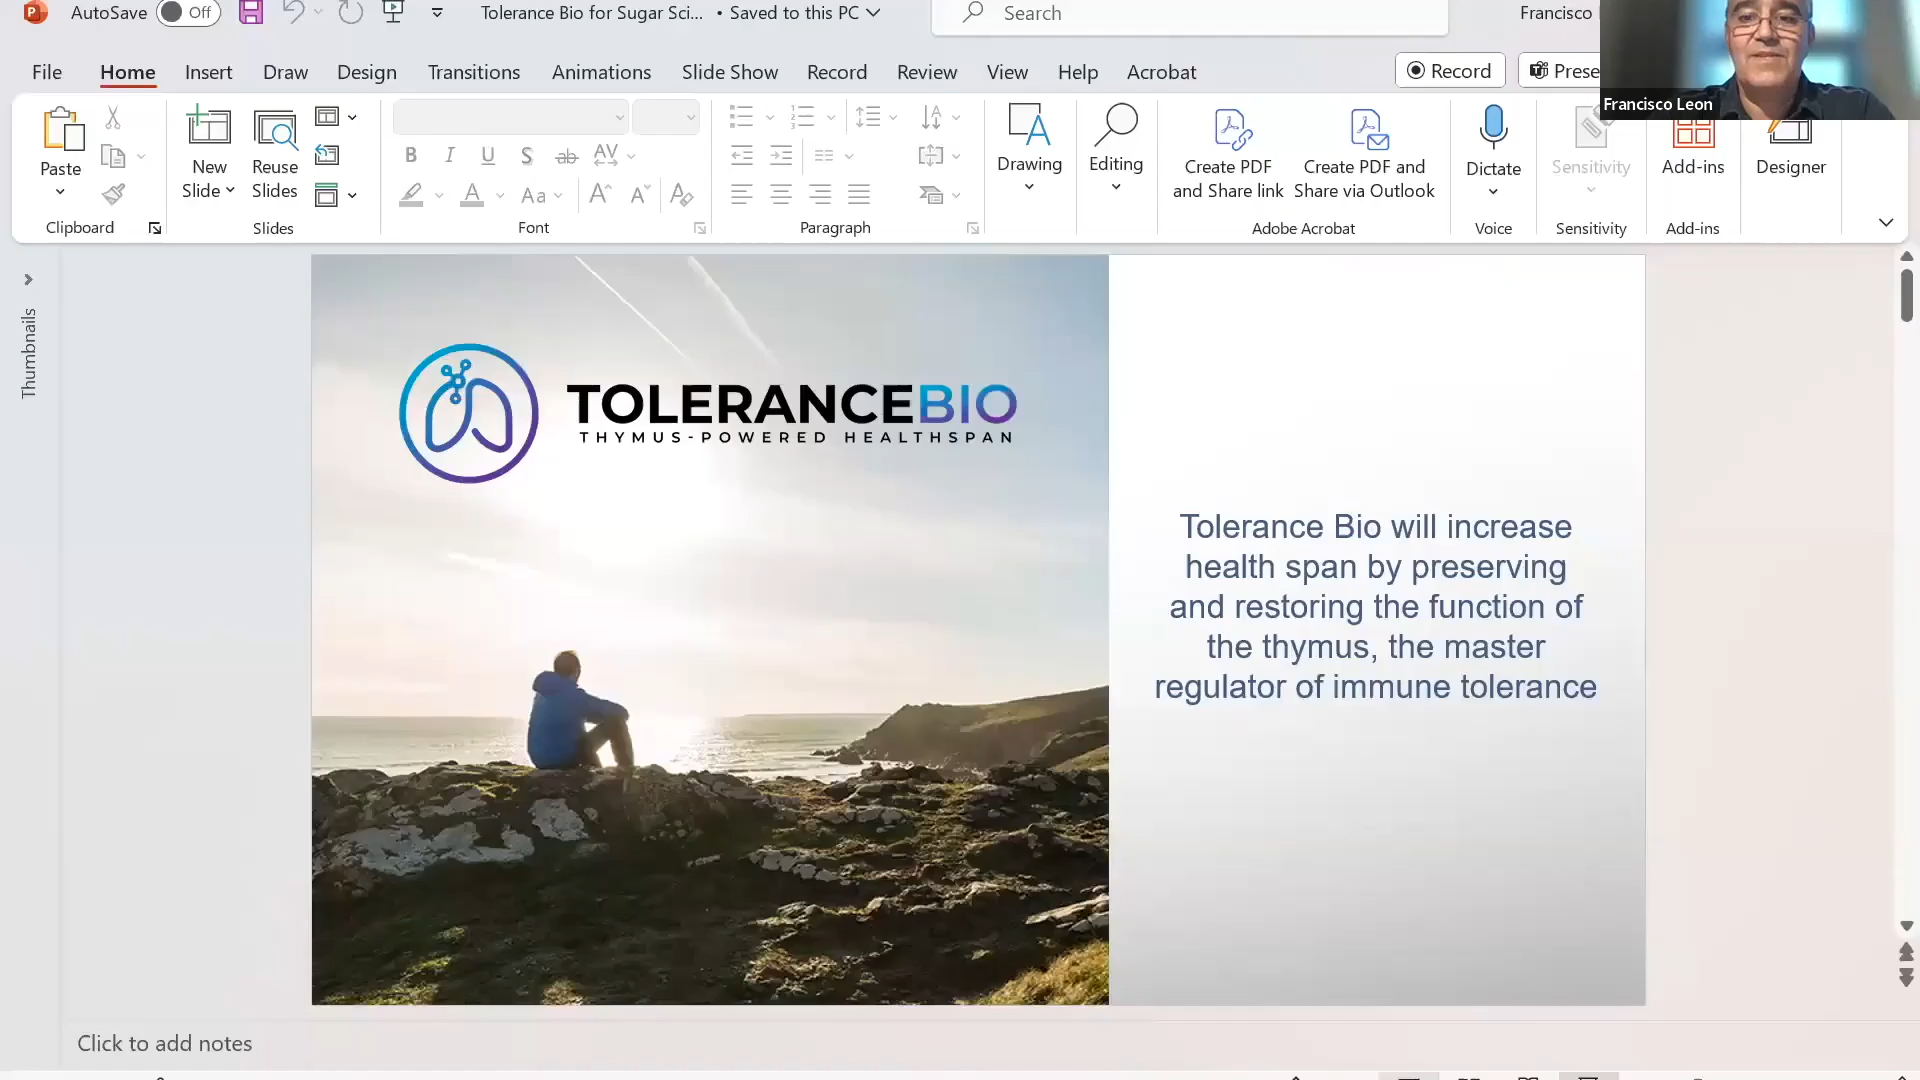 AutoSave Off Tolerance Bio for Sugar Sci... • Saved to this PC Search Francisco
File Home Insert Draw Design Transitions Animations Slide Show Record Review View Help Acrobat Record Prese
Francisco Leon
Paste
New
Slide
Reuse
Slides
B I U S ab AV
A Aa A A A
Drawing
Editing
Create PDF
and Share link
Create PDF and
Share via Outlook
Dictate
Sensitivity
Add-ins
Designer
Clipboard Slides Font Paragraph Adobe Acrobat Voice Sensitivity Add-ins
Thumbnails
TOLERANCEBIO
THYMUS-POWERED HEALTHSPAN
Tolerance Bio will increase
health span by preserving
and restoring the function of
the thymus, the master
regulator of immune tolerance
Click to add notes